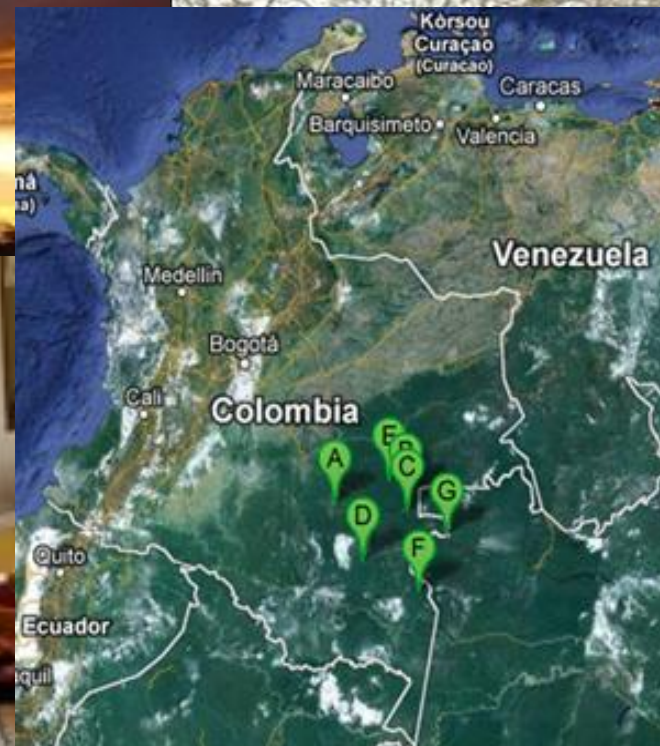 Kòrsou
Curaçao
(Curacao)
Maracaibo
Caracas
Barquisimeto
Valencia
Venezuela
Medellín
Bogotá
Cali
Colombia
E
A
C
G
D
F
Quito
Ecuador